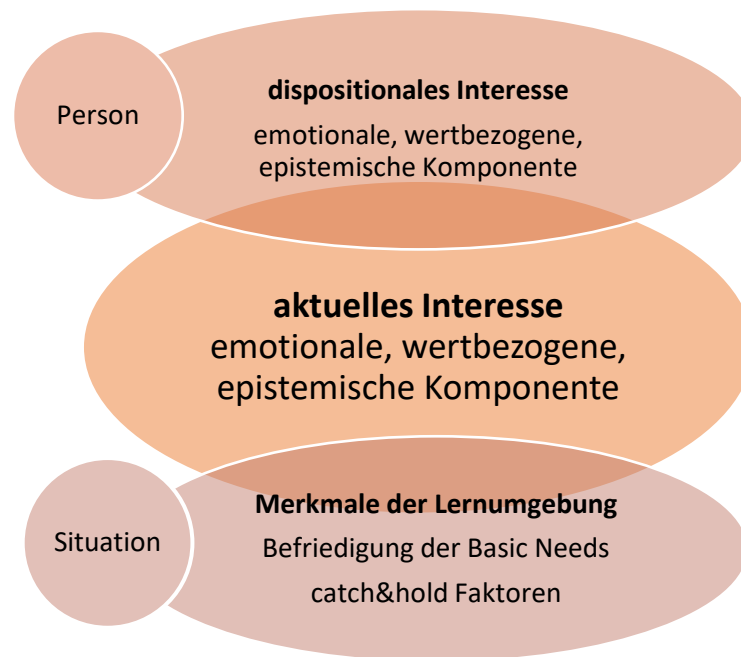 Person
dispositionales Interesse
emotionale, wertbezogene,
epistemische Komponente
aktuelles Interesse
emotionale, wertbezogene,
epistemische Komponente
Situation
Merkmale der Lernumgebung
Befriedigung der Basic Needs
catch&hold Faktoren